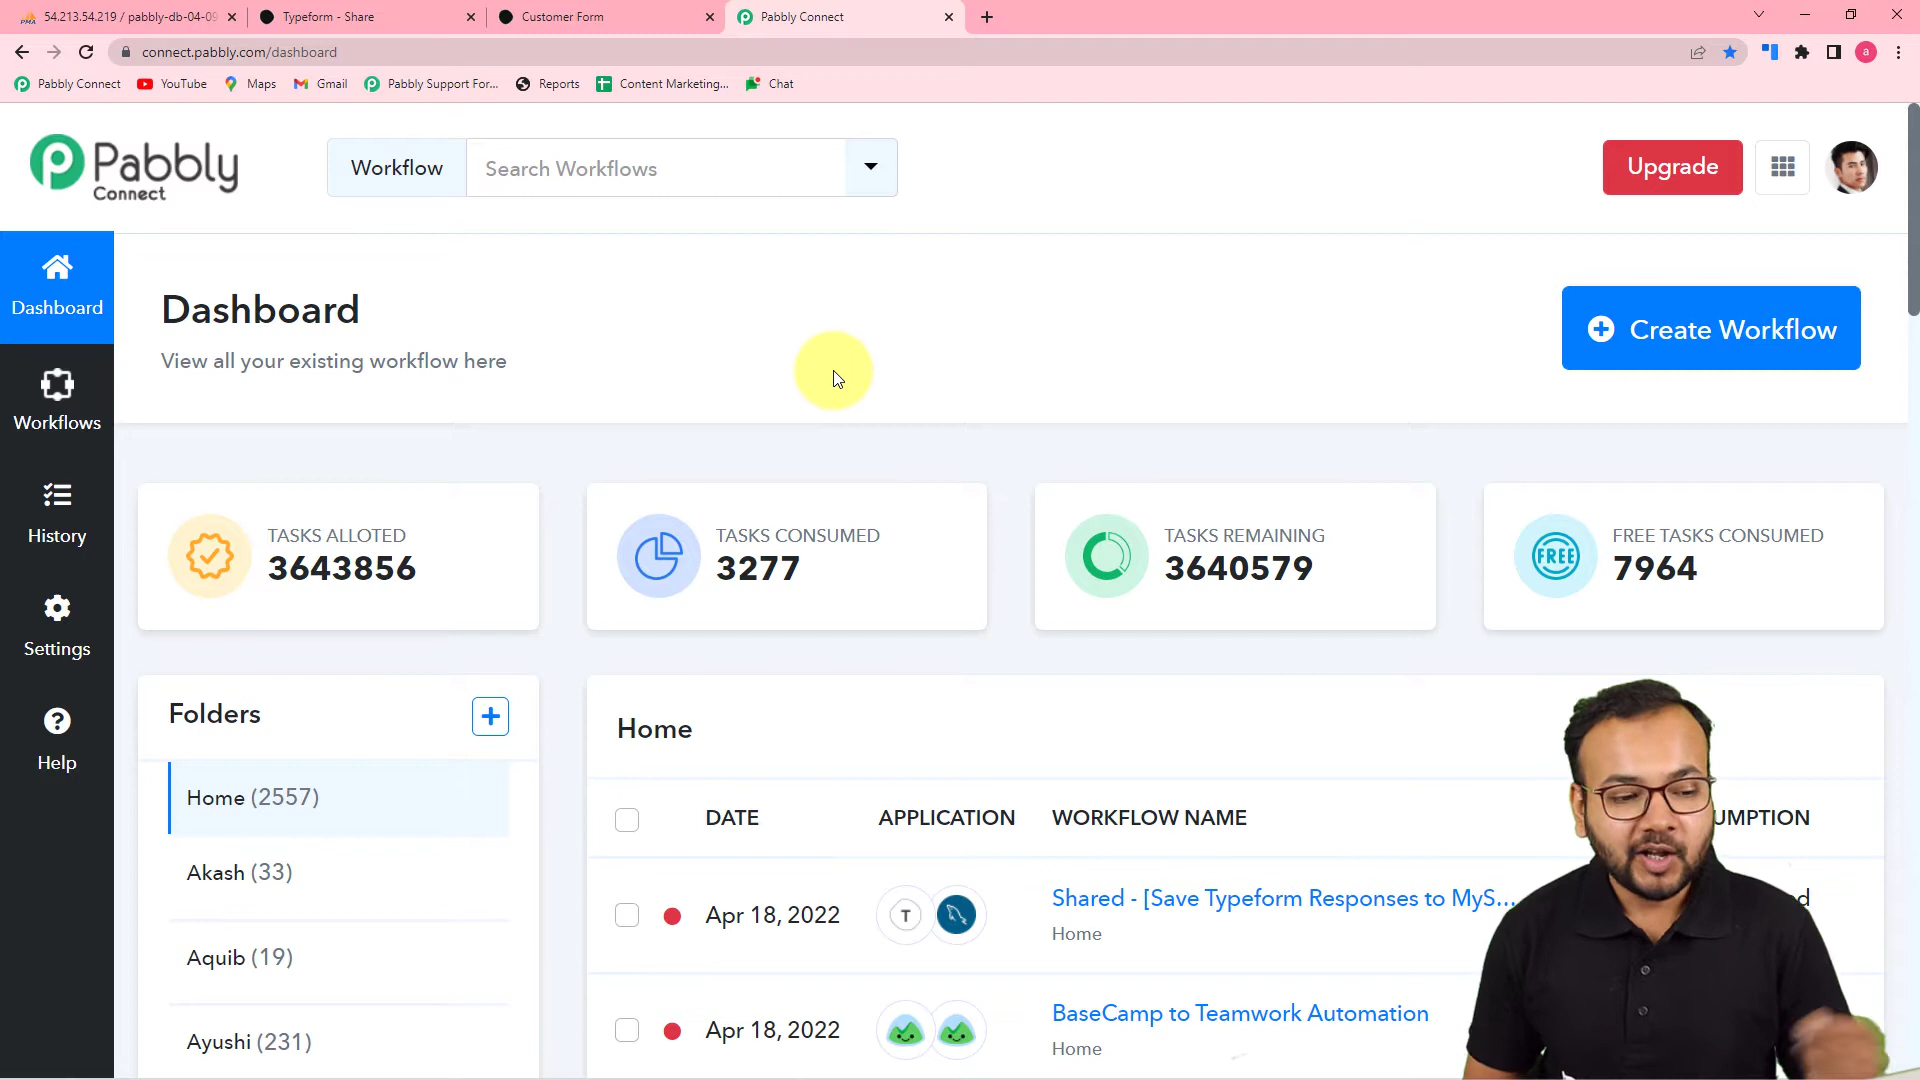 54.213.54.219 / pabbly-db-04-09
Typeform - Share
Customer Form
Pabbly Connect
connect.pabbly.com/dashboard
a
Pabbly Connect
YouTube
Maps
Gmail
Pabbly Support For...
Reports
Content Marketing...
Chat
Pabbly
Connect
Workflow
Search Workflows
Upgrade
Dashboard
Workflows
History
Settings
Help
Dashboard
View all your existing workflow here
Create Workflow
TASKS ALLOTED
3643856
TASKS CONSUMED
3277
TASKS REMAINING
3640579
FREE
FREE TASKS CONSUMED
7964
Folders
Home (2557)
Akash (33)
Aquib (19)
Ayushi (231)
Home
DATE APPLICATION WORKFLOW NAME UMPTION
Apr 18, 2022 T Shared - [Save Typeform Responses to MyS... d
Home
Apr 18, 2022 BaseCamp to Teamwork Automation
Home